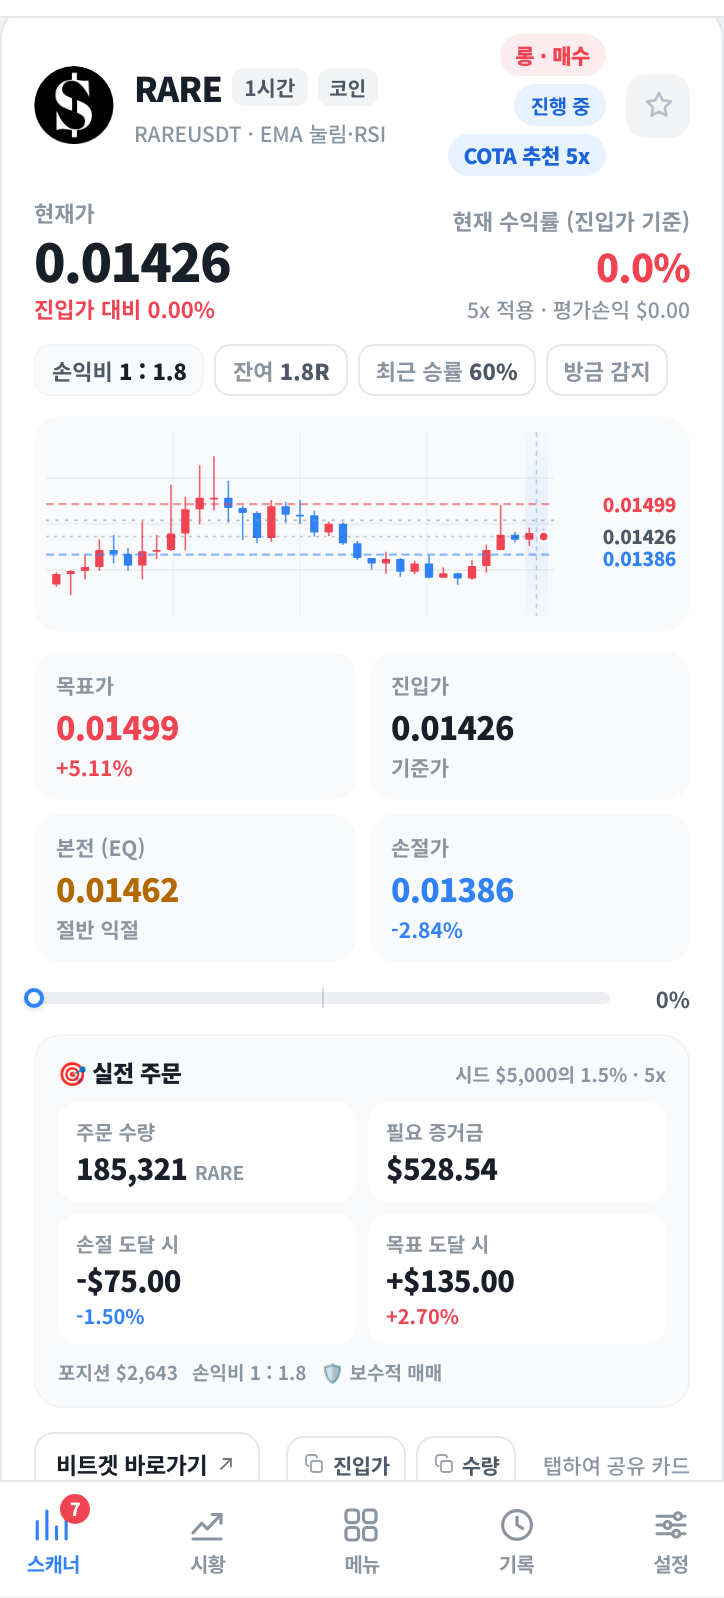 RARE 1시간 코인
RAREUSDT · EMA 눌림·RSI
롱 · 매수
진행 중
COTA 추천 5x
현재가
0.01426
진입가 대비 0.00%
현재 수익률 (진입가 기준)
0.0%
5x 적용 · 평가손익 $0.00
손익비 1 : 1.8 잔여 1.8R 최근 승률 60% 방금 감지
0.01499
0.01426
0.01386
목표가
0.01499
+5.11%
진입가
0.01426
기준가
본전 (EQ)
0.01462
절반 익절
손절가
0.01386
-2.84%
0%
실전 주문 시드 $5,000의 1.5% · 5x
주문 수량
185,321 RARE
필요 증거금
$528.54
손절 도달 시
-$75.00
-1.50%
목표 도달 시
+$135.00
+2.70%
포지션 $2,643 손익비 1 : 1.8 보수적 매매
비트겟 바로가기 진입가 수량 탭하여 공유 카드
7
스캐너 시황 메뉴 기록 설정